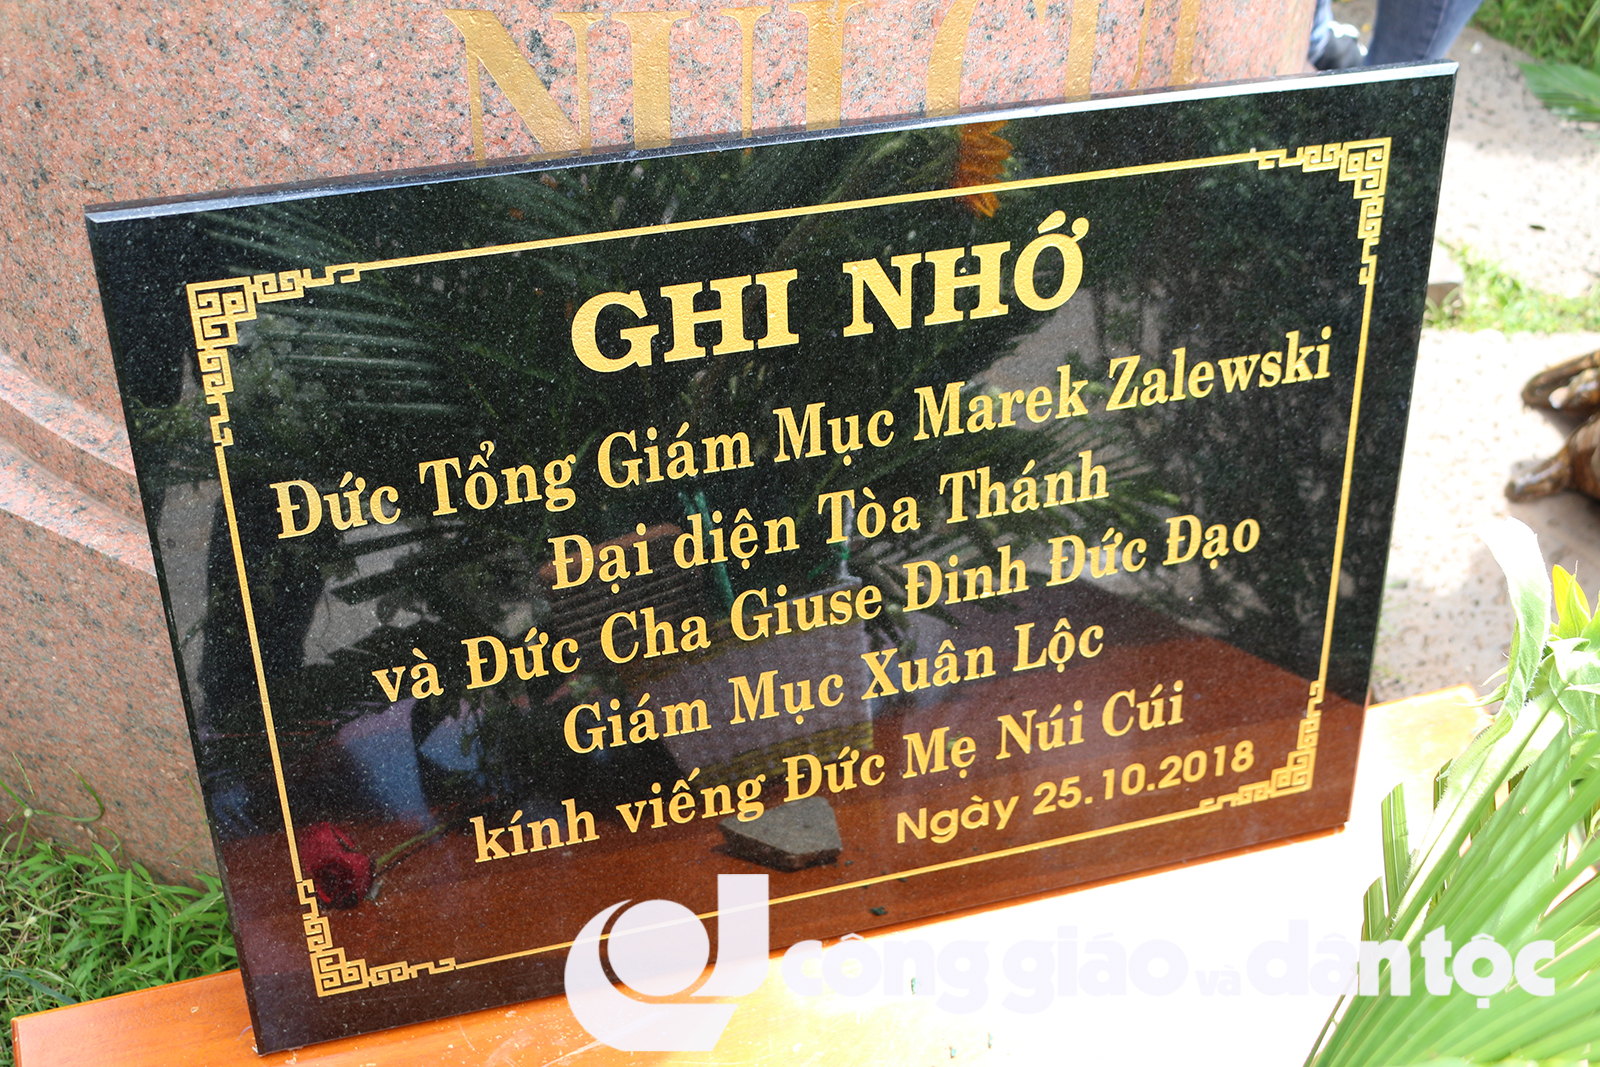 NÚI CÚI
GHI NHỚ
Đức Tổng Giám Mục Marek Zalewski
Đại diện Tòa Thánh
và Đức Cha Giuse Đinh Đức Đạo
Giám Mục Xuân Lộc
kính viếng Đức Mẹ Núi Cúi
Ngày 25.10.2018
công giáo và dân tộc